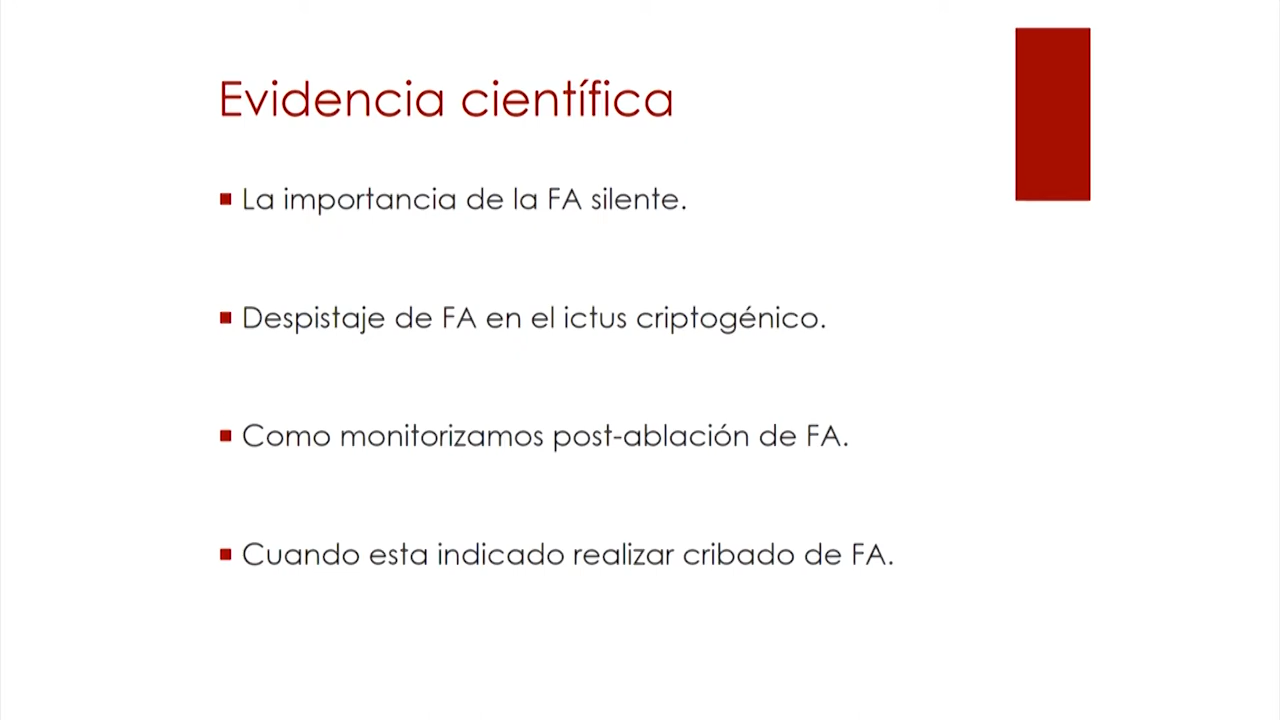 Evidencia científica
La importancia de la FA silente.
Despistaje de FA en el ictus criptogénico.
Como monitorizamos post-ablación de FA.
Cuando esta indicado realizar cribado de FA.